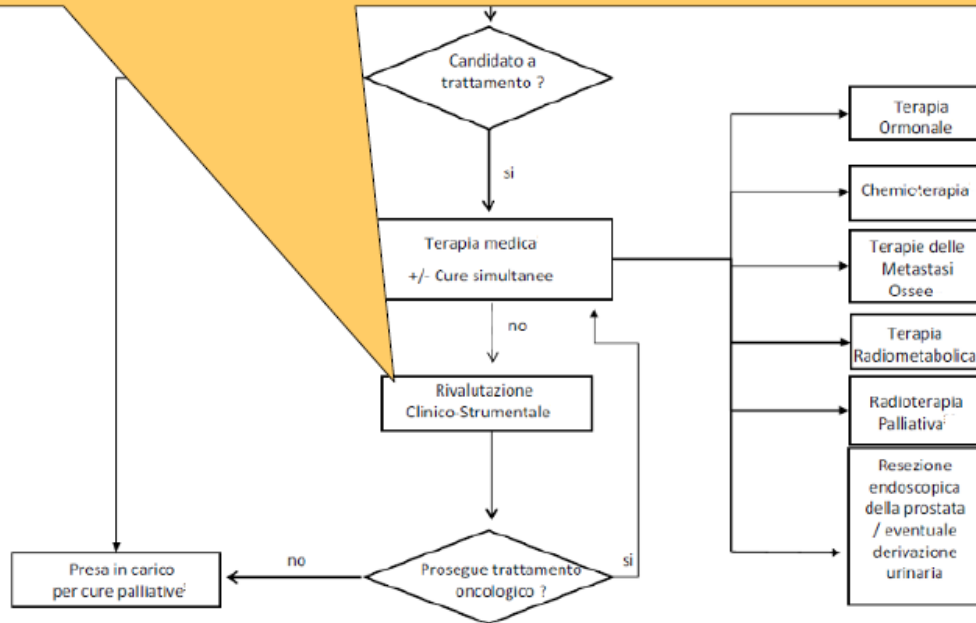 Candidato a
trattamento ?
si
Terapia medica
+/- Cure simultanee
no
Rivalutazione
Clinico-Strumentale
Prosegue trattamento
oncologico ?
si
no
Presa in carico
per cure palliative
Terapia
Ormonale
Chemioterapia
Terapie delle
Metastasi
Ossee
Terapia
Radiometabolica
Radioterapia
Palliativa
Resezione
endoscopica
della prostata
/ eventuale
derivazione
urinaria